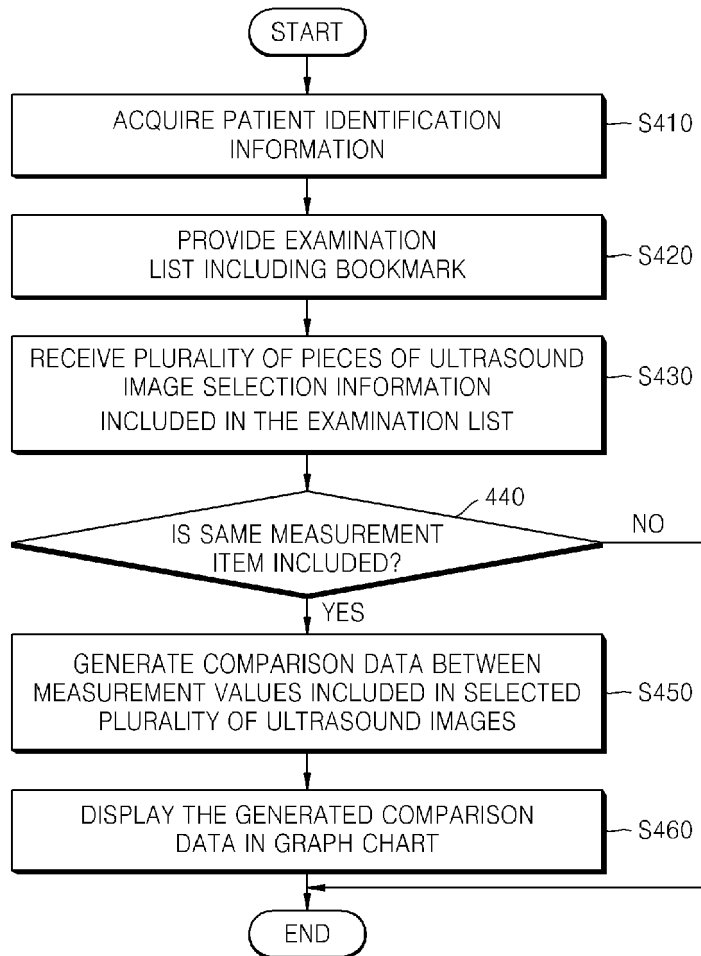 START
ACQUIRE PATIENT IDENTIFICATION
INFORMATION
S410
PROVIDE EXAMINATION
LIST INCLUDING BOOKMARK
S420
RECEIVE PLURALITY OF PIECES OF ULTRASOUND
IMAGE SELECTION INFORMATION
INCLUDED IN THE EXAMINATION LIST
S430
440
IS SAME MEASUREMENT
ITEM INCLUDED?
NO
YES
GENERATE COMPARISON DATA BETWEEN
MEASUREMENT VALUES INCLUDED IN SELECTED
PLURALITY OF ULTRASOUND IMAGES
S450
DISPLAY THE GENERATED COMPARISON
DATA IN GRAPH CHART
S460
END